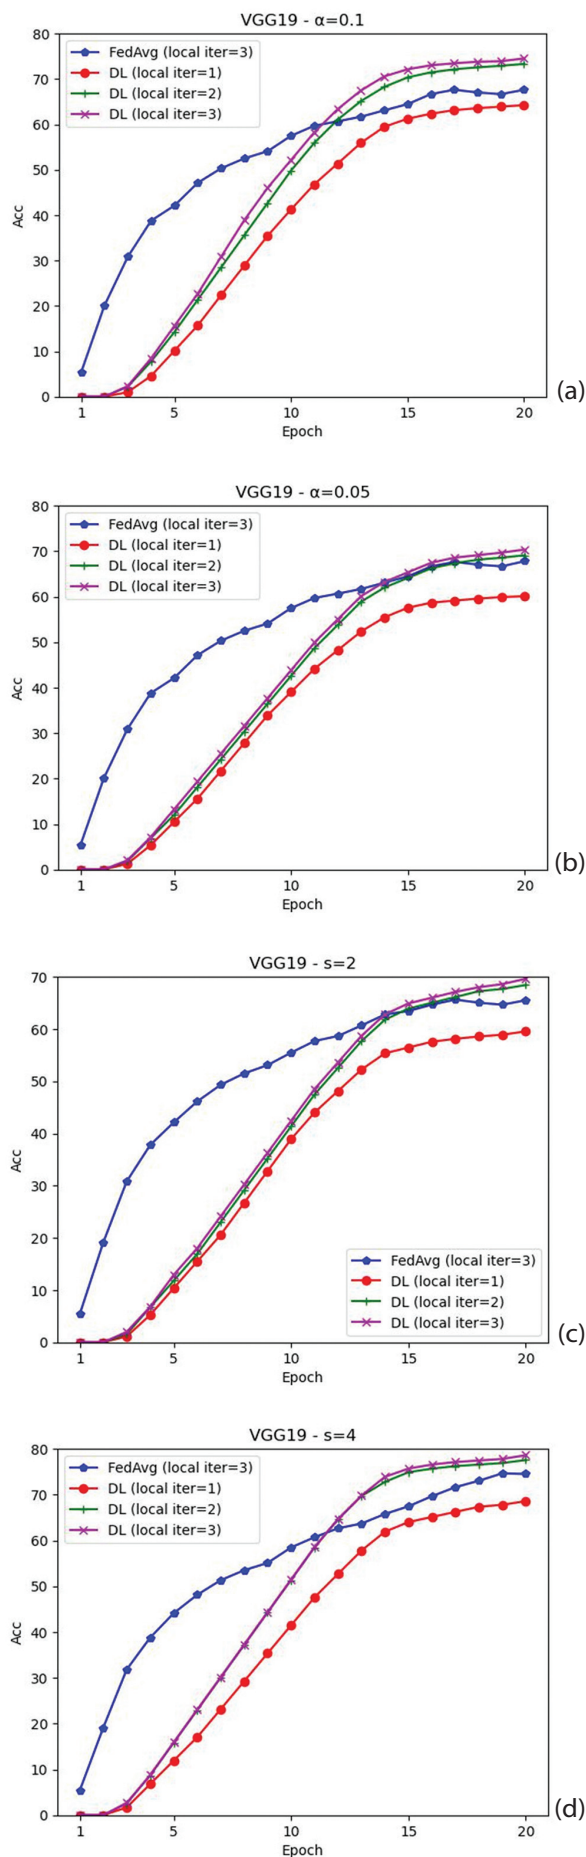 VGG19 - α=0.1
80
70
60
50
40
30
20
10
0
Acc
FedAvg (local iter=3)
DL (local iter=1)
DL (local iter=2)
DL (local iter=3)
1 5 10 15 20
Epoch
(a)
VGG19 - α=0.05
80
70
60
50
40
30
20
10
0
Acc
FedAvg (local iter=3)
DL (local iter=1)
DL (local iter=2)
DL (local iter=3)
1 5 10 15 20
Epoch
(b)
VGG19 - s=2
70
60
50
40
30
20
10
0
Acc
FedAvg (local iter=3)
DL (local iter=1)
DL (local iter=2)
DL (local iter=3)
1 5 10 15 20
Epoch
(c)
VGG19 - s=4
80
70
60
50
40
30
20
10
0
Acc
FedAvg (local iter=3)
DL (local iter=1)
DL (local iter=2)
DL (local iter=3)
1 5 10 15 20
Epoch
(d)